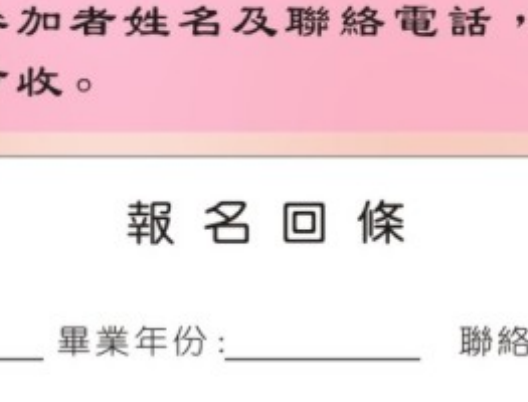 加者姓名及聯絡電話，
收。
報名回條
畢業年份:
聯絡